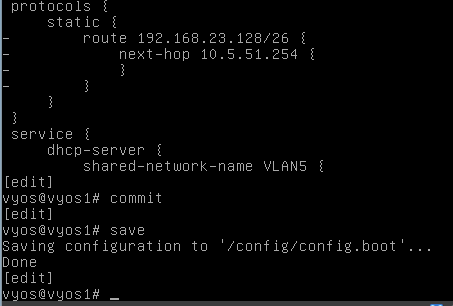 protocols {
     static {
-        route 192.168.23.128/26 {
-            next-hop 10.5.51.254 {
-            }
-        }
     }
 }
 service {
     dhcp-server {
         shared-network-name VLAN5 {
[edit]
vyos@vyos1# commit
[edit]
vyos@vyos1# save
Saving configuration to '/config/config.boot'...
Done
[edit]
vyos@vyos1# _